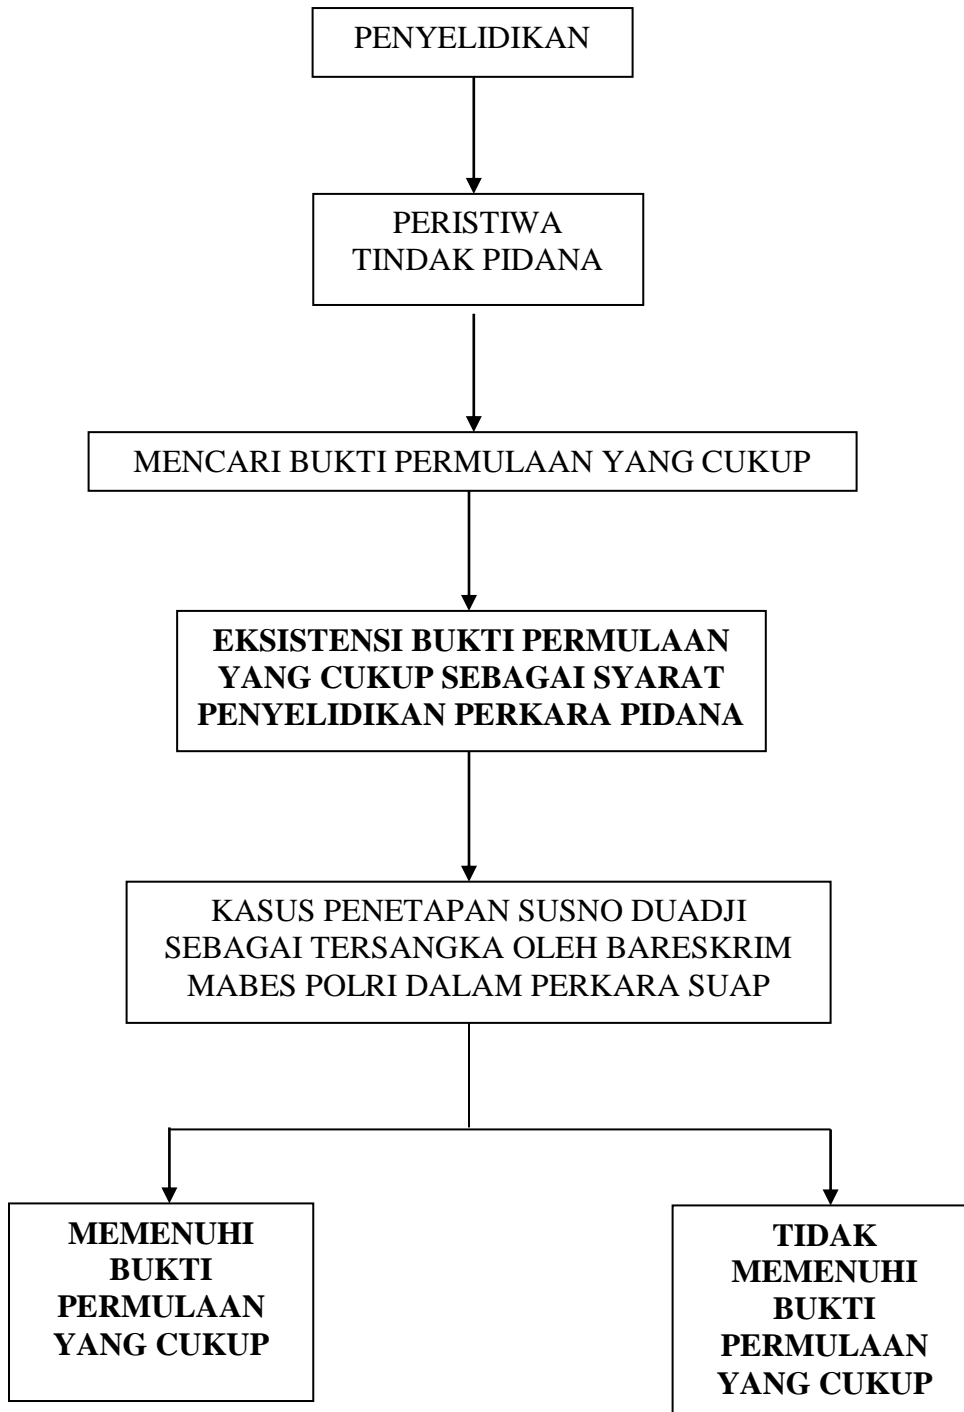 PENYELIDIKAN
PERISTIWA
TINDAK PIDANA
MENCARI BUKTI PERMULAAN YANG CUKUP
EKSISTENSI BUKTI PERMULAAN
YANG CUKUP SEBAGAI SYARAT
PENYELIDIKAN PERKARA PIDANA
KASUS PENETAPAN SUSNO DUADJI
SEBAGAI TERSANGKA OLEH BARESKRIM
MABES POLRI DALAM PERKARA SUAP
MEMENUHI
BUKTI
PERMULAAN
YANG CUKUP
TIDAK
MEMENUHI
BUKTI
PERMULAAN
YANG CUKUP